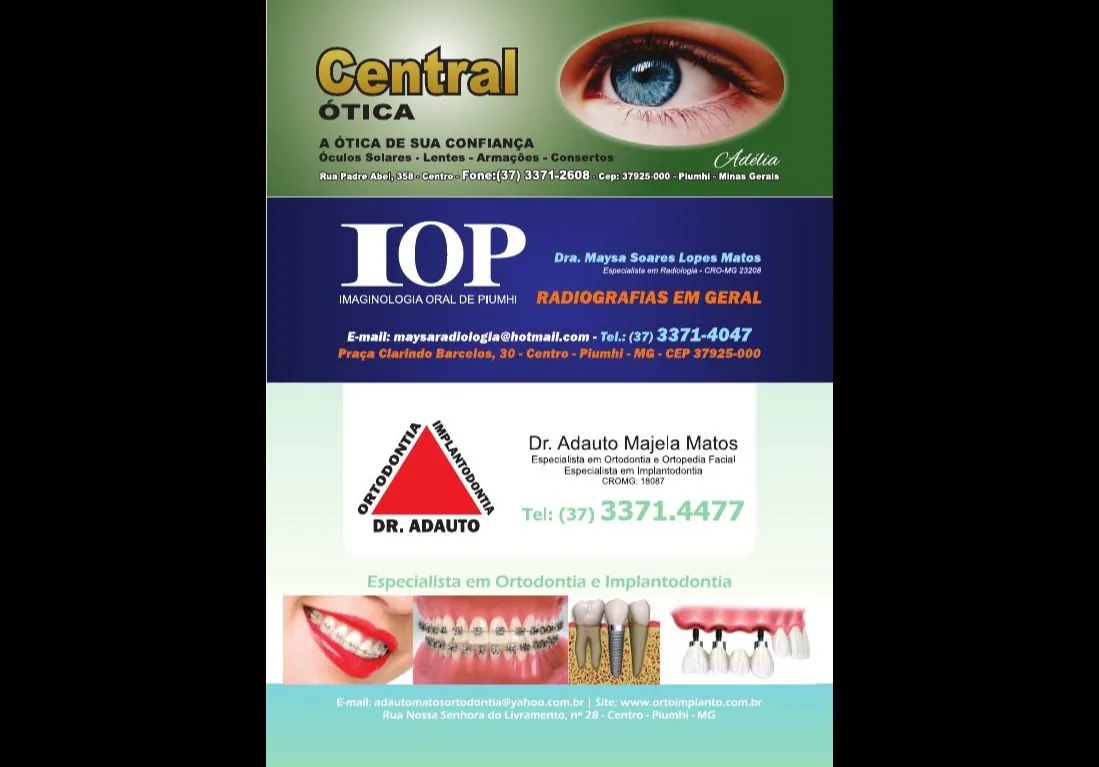 Central
ÓTICA
A ÓTICA DE SUA CONFIANÇA
Óculos Solares - Lentes - Armações - Consertos
Adélia
Rua Padre Abel, 358 - Centro - Fone:(37) 3371-2608 - Cep: 37925-000 - Piumhi - Minas Gerais
IOP
IMAGINOLOGIA ORAL DE PIUMHI
Dra. Maysa Soares Lopes Matos
Especialista em Radiologia - CRO-MG 23208
RADIOGRAFIAS EM GERAL
E-mail: maysaradiologia@hotmail.com - Tel.: (37) 3371-4047
Praça Clarindo Barcelos, 30 - Centro - Piumhi - MG - CEP 37925-000
ORTODONTIA
IMPLANTODONTIA
DR. ADAUTO
Dr. Adauto Majela Matos
Especialista em Ortodontia e Ortopedia Facial
Especialista em Implantodontia
CROMG: 18087
Tel: (37) 3371.4477
Especialista em Ortodontia e Implantodontia
E-mail: adautomatosortodontia@yahoo.com.br | Site: www.ortoimplanto.com.br
Rua Nossa Senhora do Livramento, nº 28 - Centro - Piumhi - MG